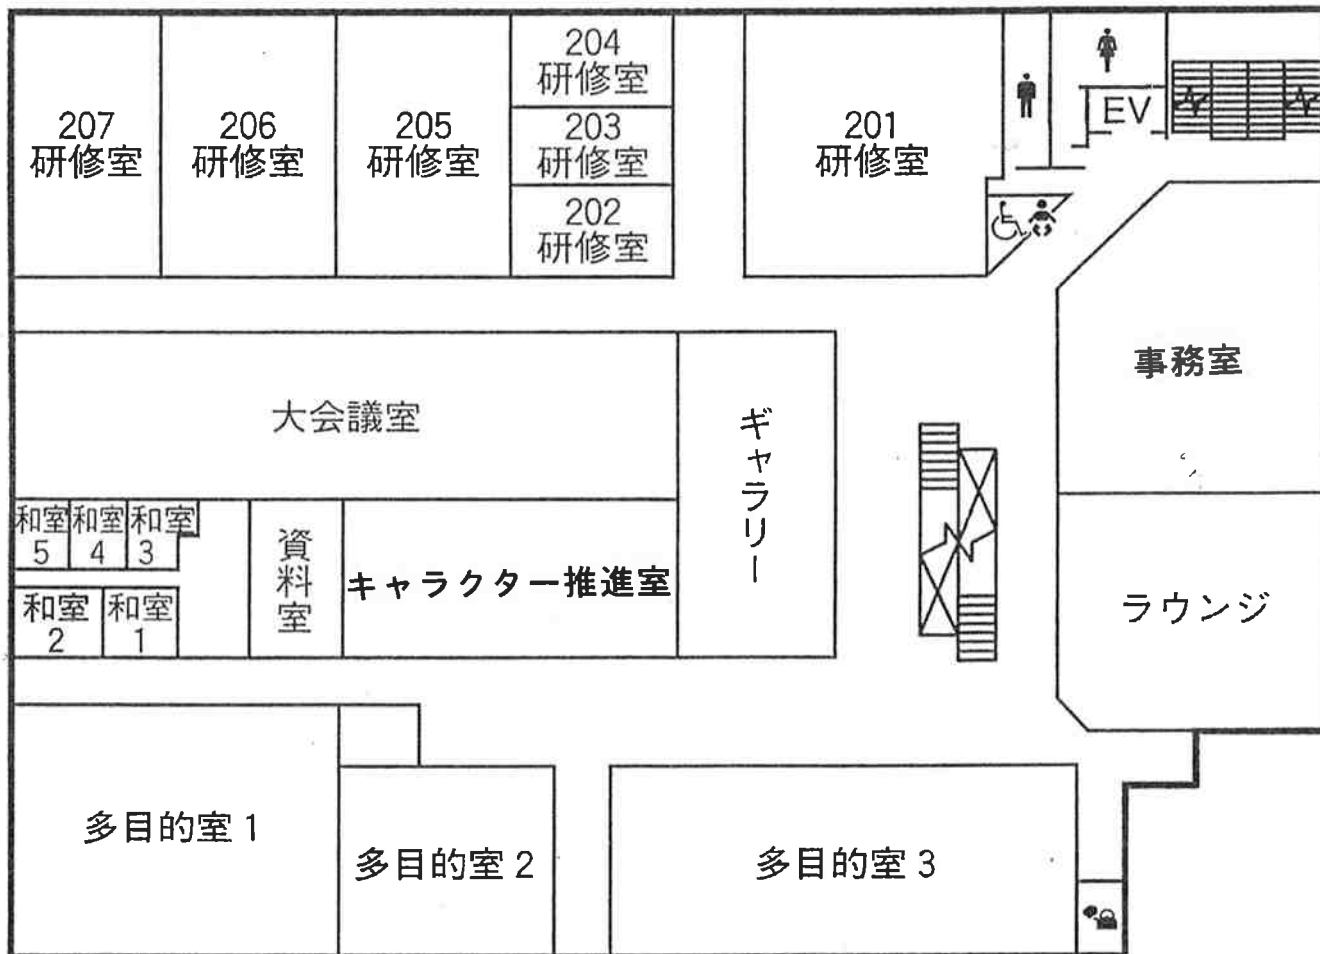 204
研修室
207
研修室
206
研修室
205
研修室
203
研修室
202
研修室
201
研修室
EV
事務室
大会議室
ギャラリー
和室
5
和室
4
和室
3
資料室
キャラクター推進室
和室
2
和室
1
ラウンジ
多目的室1
多目的室2
多目的室3